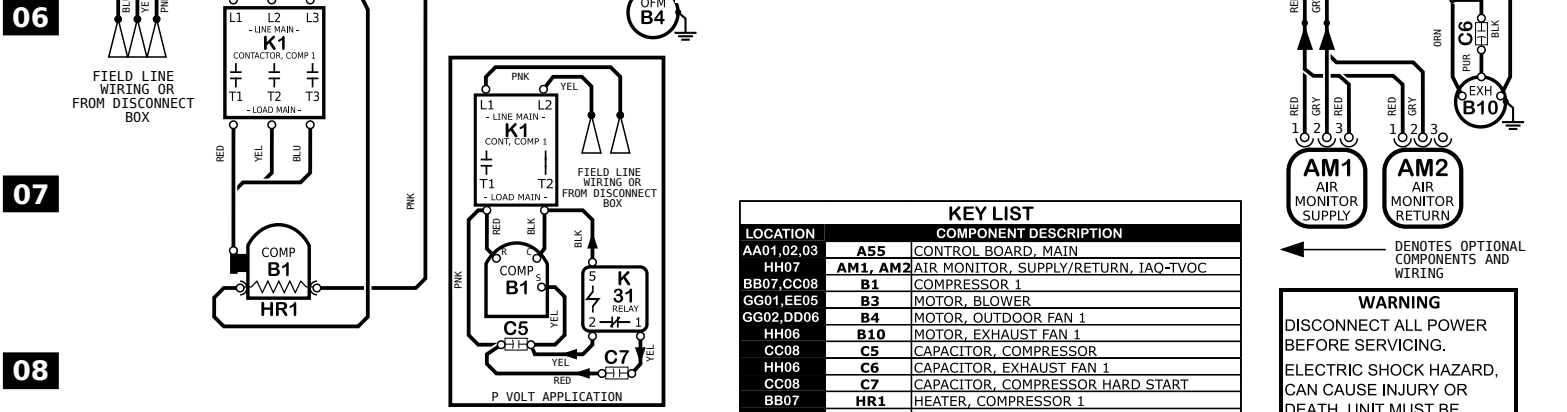 06
BLU
YEL
PNK
L1 L2 L3
- LINE MAIN -
K1
CONTACTOR, COMP 1
T1 T2 T3
- LOAD MAIN -
FIELD LINE
WIRING OR
FROM DISCONNECT
BOX
RED
YEL
BLU
07
COMP
B1
HR1
PNK
08
OFM
B4
PNK
YEL
L1 L2
- LINE MAIN -
K1
CONT, COMP 1
T1 T2
- LOAD MAIN -
FIELD LINE
WIRING OR
FROM DISCONNECT
BOX
RED
BLK
BLK
PNK
R C
COMP
B1
S
YEL
5
K
31
RELAY
2 1
C5
YEL
C7
YEL
RED
P VOLT APPLICATION
KEY LIST
LOCATION COMPONENT DESCRIPTION
AA01,02,03 A55 CONTROL BOARD, MAIN
HH07 AM1, AM2 AIR MONITOR, SUPPLY/RETURN, IAQ-TVOC
BB07,CC08 B1 COMPRESSOR 1
GG01,EE05 B3 MOTOR, BLOWER
GG02,DD06 B4 MOTOR, OUTDOOR FAN 1
HH06 B10 MOTOR, EXHAUST FAN 1
CC08 C5 CAPACITOR, COMPRESSOR
HH06 C6 CAPACITOR, EXHAUST FAN 1
CC08 C7 CAPACITOR, COMPRESSOR HARD START
BB07 HR1 HEATER, COMPRESSOR 1
RED
GRY
ORN
C6
BLK
PUR
EXH
B10
RED
GRY
RED
RED
GRY
1 2 3
1 2 3
AM1
AIR
MONITOR
SUPPLY
AM2
AIR
MONITOR
RETURN
DENOTES OPTIONAL
COMPONENTS AND
WIRING
WARNING
DISCONNECT ALL POWER
BEFORE SERVICING.
ELECTRIC SHOCK HAZARD,
CAN CAUSE INJURY OR
DEATH. UNIT MUST BE